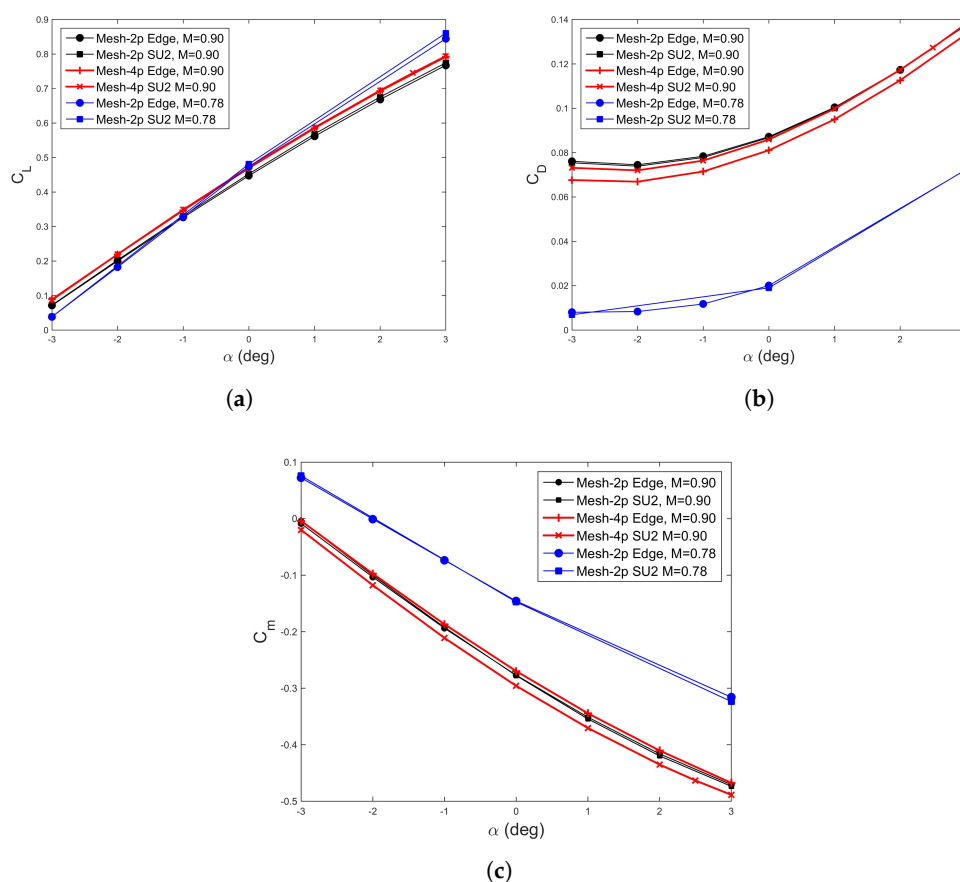 0.9
0.8
0.7
0.6
0.5
0.4
0.3
0.2
0.1
0
C_L
Mesh-2p Edge, M=0.90
Mesh-2p SU2, M=0.90
Mesh-4p Edge, M=0.90
Mesh-4p SU2 M=0.90
Mesh-2p Edge, M=0.78
Mesh-2p SU2 M=0.78
-3 -2 -1 0 1 2 3
α (deg)
(a)
0.14
0.12
0.1
0.08
0.06
0.04
0.02
0
C_D
Mesh-2p Edge, M=0.90
Mesh-2p SU2, M=0.90
Mesh-4p Edge, M=0.90
Mesh-4p SU2 M=0.90
Mesh-2p Edge, M=0.78
Mesh-2p SU2 M=0.78
-3 -2 -1 0 1 2
α (deg)
(b)
0.1
0
-0.1
-0.2
-0.3
-0.4
-0.5
C_m
Mesh-2p Edge, M=0.90
Mesh-2p SU2, M=0.90
Mesh-4p Edge, M=0.90
Mesh-4p SU2 M=0.90
Mesh-2p Edge, M=0.78
Mesh-2p SU2 M=0.78
-3 -2 -1 0 1 2 3
α (deg)
(c)